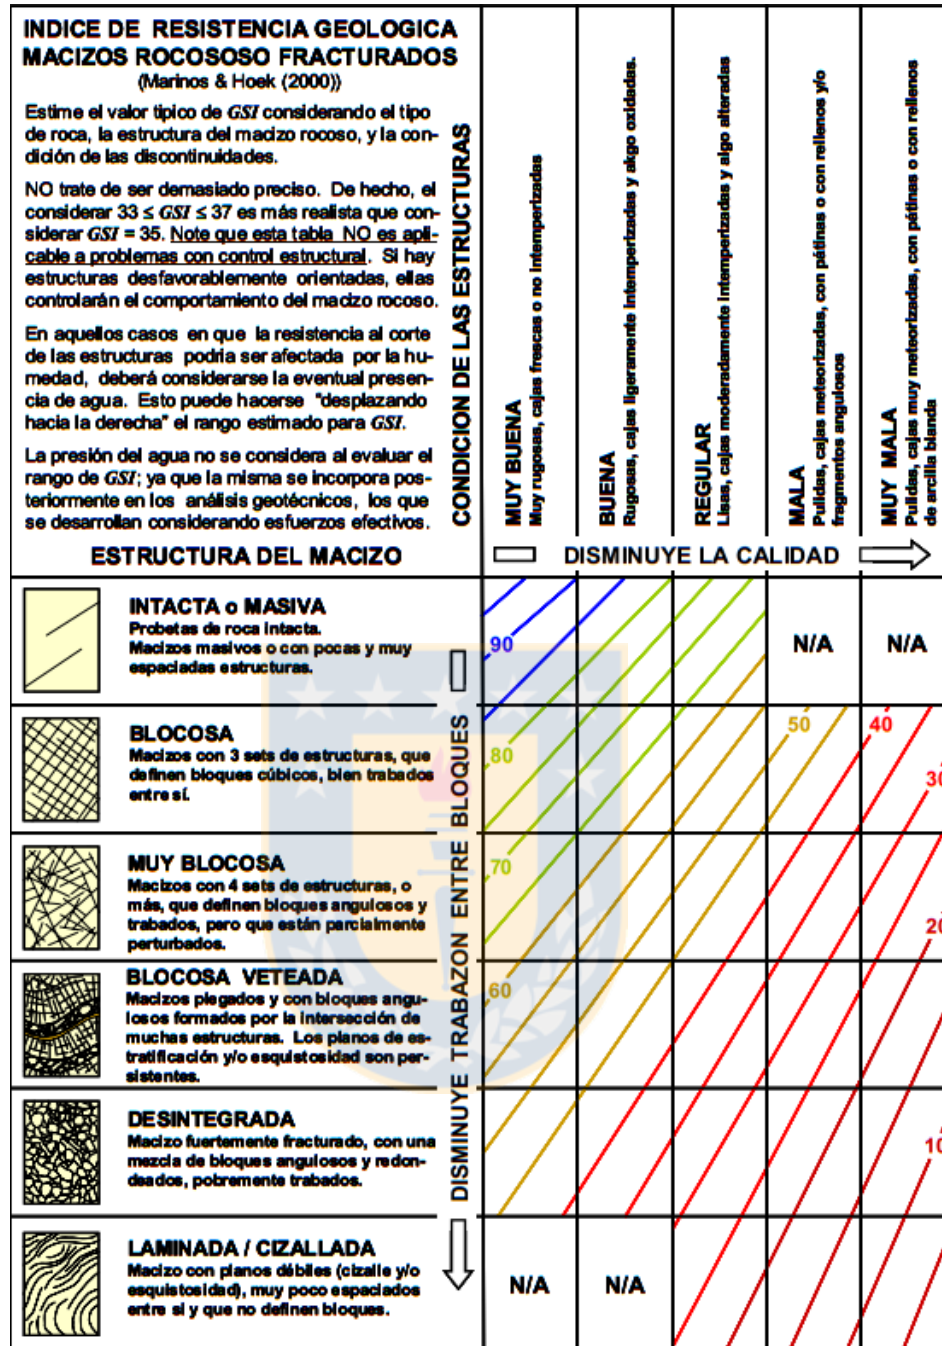 INDICE DE RESISTENCIA GEOLOGICA
MACIZOS ROCOSOSO FRACTURADOS
(Marinos & Hoek (2000))
Estime el valor típico de GSI considerando el tipo
de roca, la estructura del macizo rocoso, y la con-
dición de las discontinuidades.
NO trate de ser demasiado preciso. De hecho, el
considerar 33 ≤ GSI ≤ 37 es más realista que con-
siderar GSI = 35. Note que esta tabla NO es apli-
cable a problemas con control estructural. Si hay
estructuras desfavorablemente orientadas, ellas
controlarán el comportamiento del macizo rocoso.
En aquellos casos en que la resistencia al corte
de las estructuras podría ser afectada por la hu-
medad, deberá considerarse la eventual presen-
cia de agua. Esto puede hacerse "desplazando
hacia la derecha" el rango estimado para GSI.
La presión del agua no se considera al evaluar el
rango de GSI; ya que la misma se incorpora pos-
teriormente en los análisis geotécnicos, los que
se desarrollan considerando esfuerzos efectivos.
CONDICION DE LAS ESTRUCTURAS
MUY BUENA
Muy rugosas, cajas frescas o no intemperizadas
BUENA
Rugosas, cajas ligeramente intemperizadas y akgo oxidadas.
REGULAR
Lisas, cajas moderadamente intemperizadas y algo alteradas
MALA
Pulidas, cajas meteorizadas, con pátinas o con rellenos y/o
fragmentos angulosos
MUY MALA
Pulidas, cajas muy meteorizadas, con pátinas o con rellenos
de arcilla blanda
ESTRUCTURA DEL MACIZO
DISMINUYE LA CALIDAD
INTACTA o MASIVA
Probetas de roca intacta.
Macizos masivos o con pocas y muy
espaciadas estructuras.
90
N/A
N/A
DISMINUYE TRABAZON ENTRE BLOQUES
BLOCOSA
Macizos con 3 sets de estructuras, que
definen bloques cúbicos, bien trabados
entre sí.
80
50
40
30
MUY BLOCOSA
Macizos con 4 sets de estructuras, o
más, que definen bloques angulosos y
trabados, pero que están parcialmente
perturbados.
70
20
BLOCOSA VETEADA
Macizos plegados y con bloques angu-
losos formados por la intersección de
muchas estructuras. Los planos de es-
tratificación y/o esquistosidad son per-
sistentes.
60
DESINTEGRADA
Macizo fuertemente fracturado, con una
mezcla de bloques angulosos y redon-
deados, pobremente trabados.
10
LAMINADA / CIZALLADA
Macizo con planos débiles (cizalle y/o
esquistosidad), muy poco espaciados
entre si y que no definen bloques.
N/A
N/A